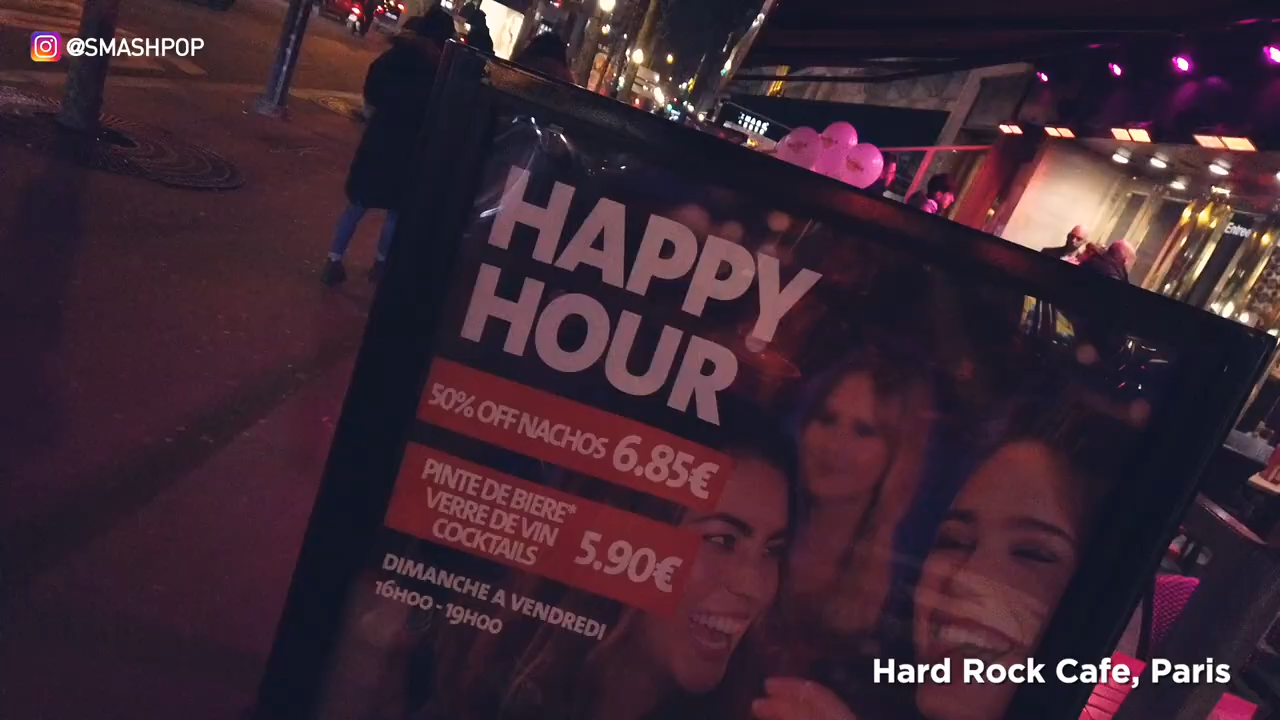 @SMASHPOP
HAPPY
HOUR
50% OFF NACHOS 6.85€
PINTE DE BIERE*
VERRE DE VIN
COCKTAILS
5.90€
DIMANCHE A VENDREDI
16H00 - 19H00
Entree
Hard Rock Cafe, Paris